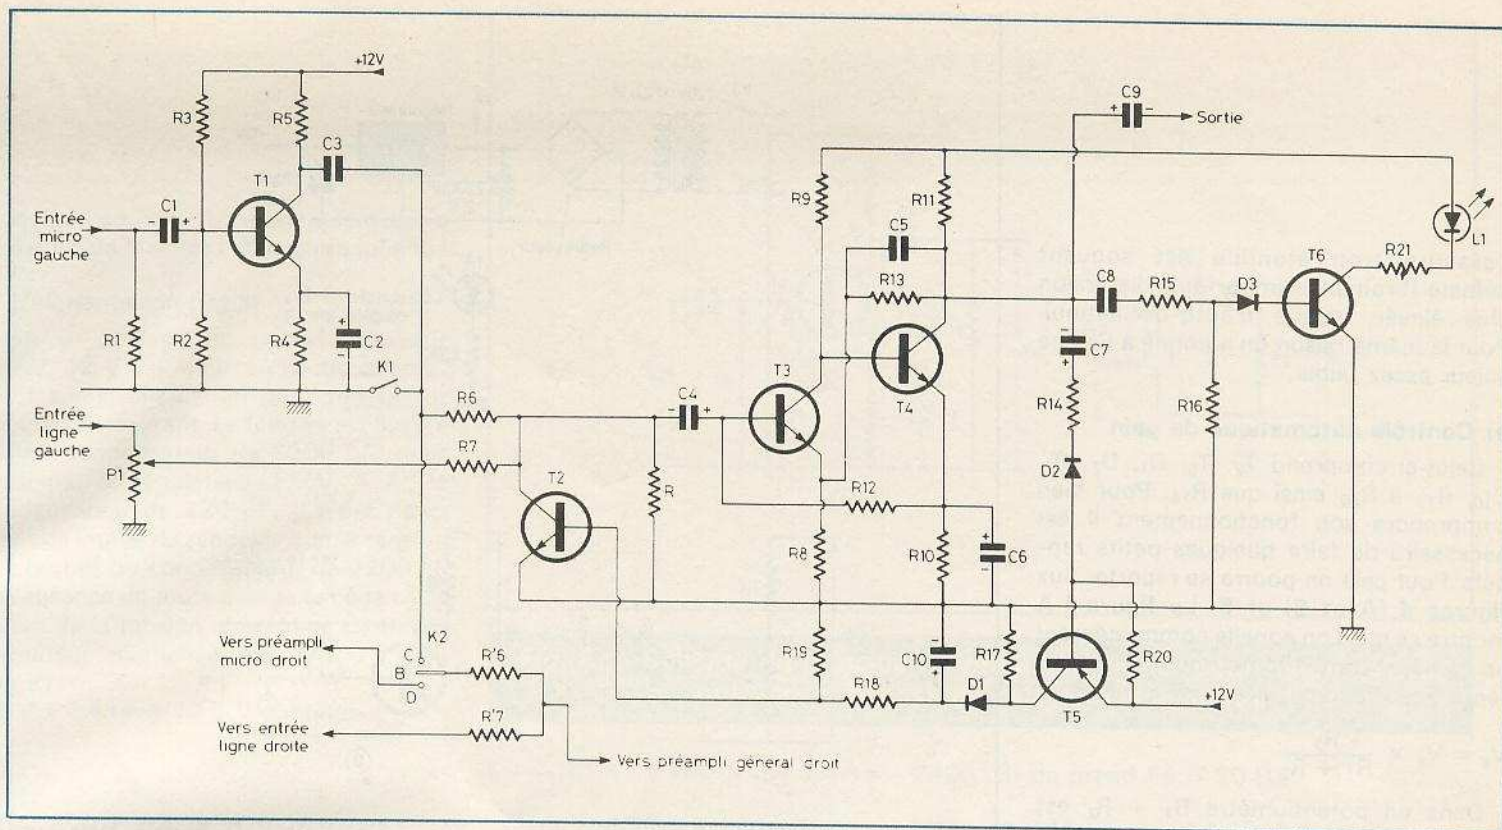 +12V
R3
R5
C3
T1
C1
- +
Entrée
micro
gauche
R1
R2
R4
+
-
C2
K1
Entrée
ligne
gauche
P1
R6
R7
T2
R
C4
- +
T3
R9
R11
C5
R13
T4
R12
R8
R10
+
-
C6
C9
+ -
Sortie
C8
R15
D3
T6
R21
L1
-
C7
+
R14
R16
D2
R19
C10
+
R17
R18
D1
T5
R20
+12V
Vers préampli
micro droit
K2
C
B
D
R'6
R'7
Vers entrée
ligne droite
Vers préampli général droit